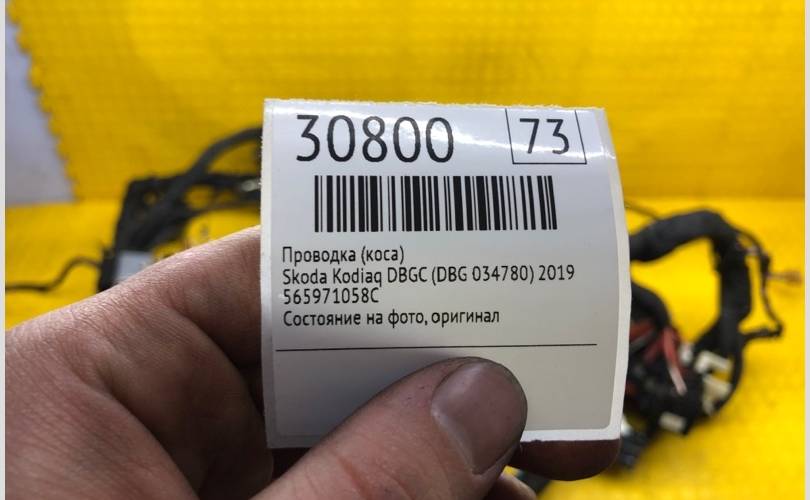 30800 73
Проводка (коса)
Skoda Kodiaq DBGC (DBG 034780) 2019
565971058C
Состояние на фото, оригинал